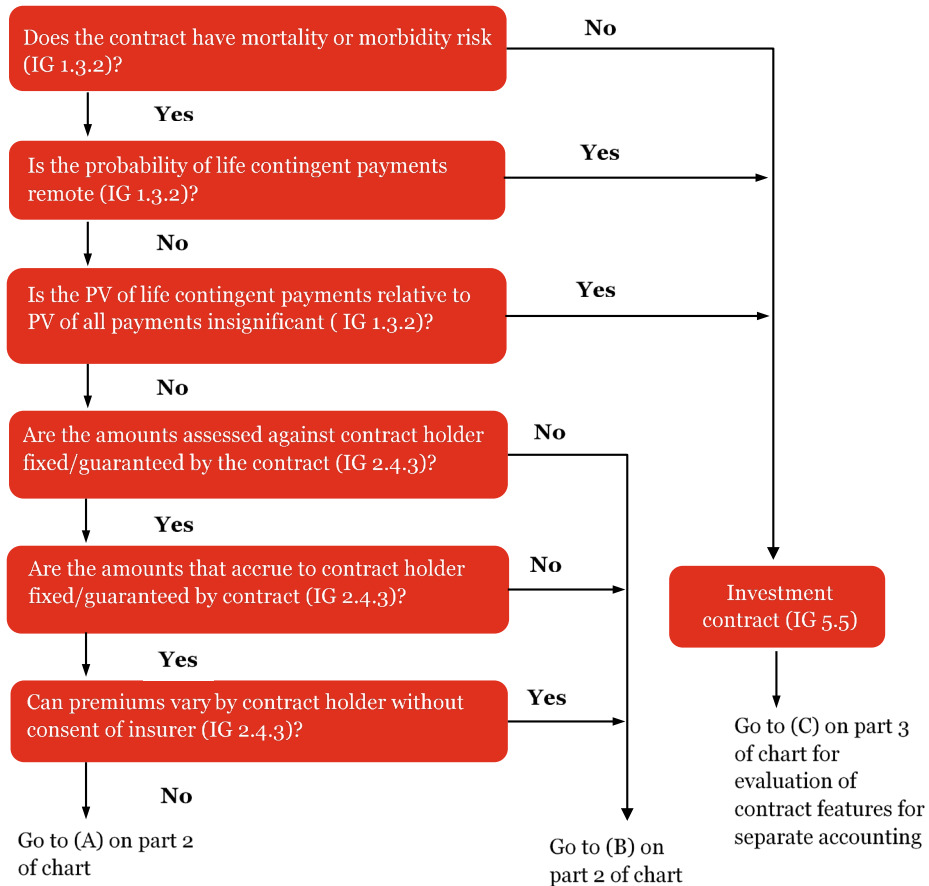 Does the contract have mortality or morbidity risk
(IG 1.3.2)?
No
Yes
Is the probability of life contingent payments
remote (IG 1.3.2)?
Yes
No
Is the PV of life contingent payments relative to
PV of all payments insignificant ( IG 1.3.2)?
Yes
No
Are the amounts assessed against contract holder
fixed/guaranteed by the contract (IG 2.4.3)?
No
Yes
Are the amounts that accrue to contract holder
fixed/guaranteed by contract (IG 2.4.3)?
No
Yes
Can premiums vary by contract holder without
consent of insurer (IG 2.4.3)?
Yes
No
Go to (A) on part 2
of chart
Go to (B) on
part 2 of chart
Investment
contract (IG 5.5)
Go to (C) on part 3
of chart for
evaluation of
contract features for
separate accounting